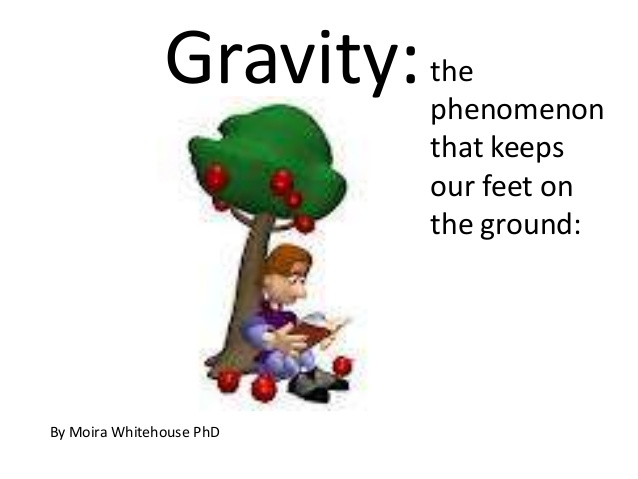 Gravity: the
phenomenon
that keeps
our feet on
the ground:
By Moira Whitehouse PhD